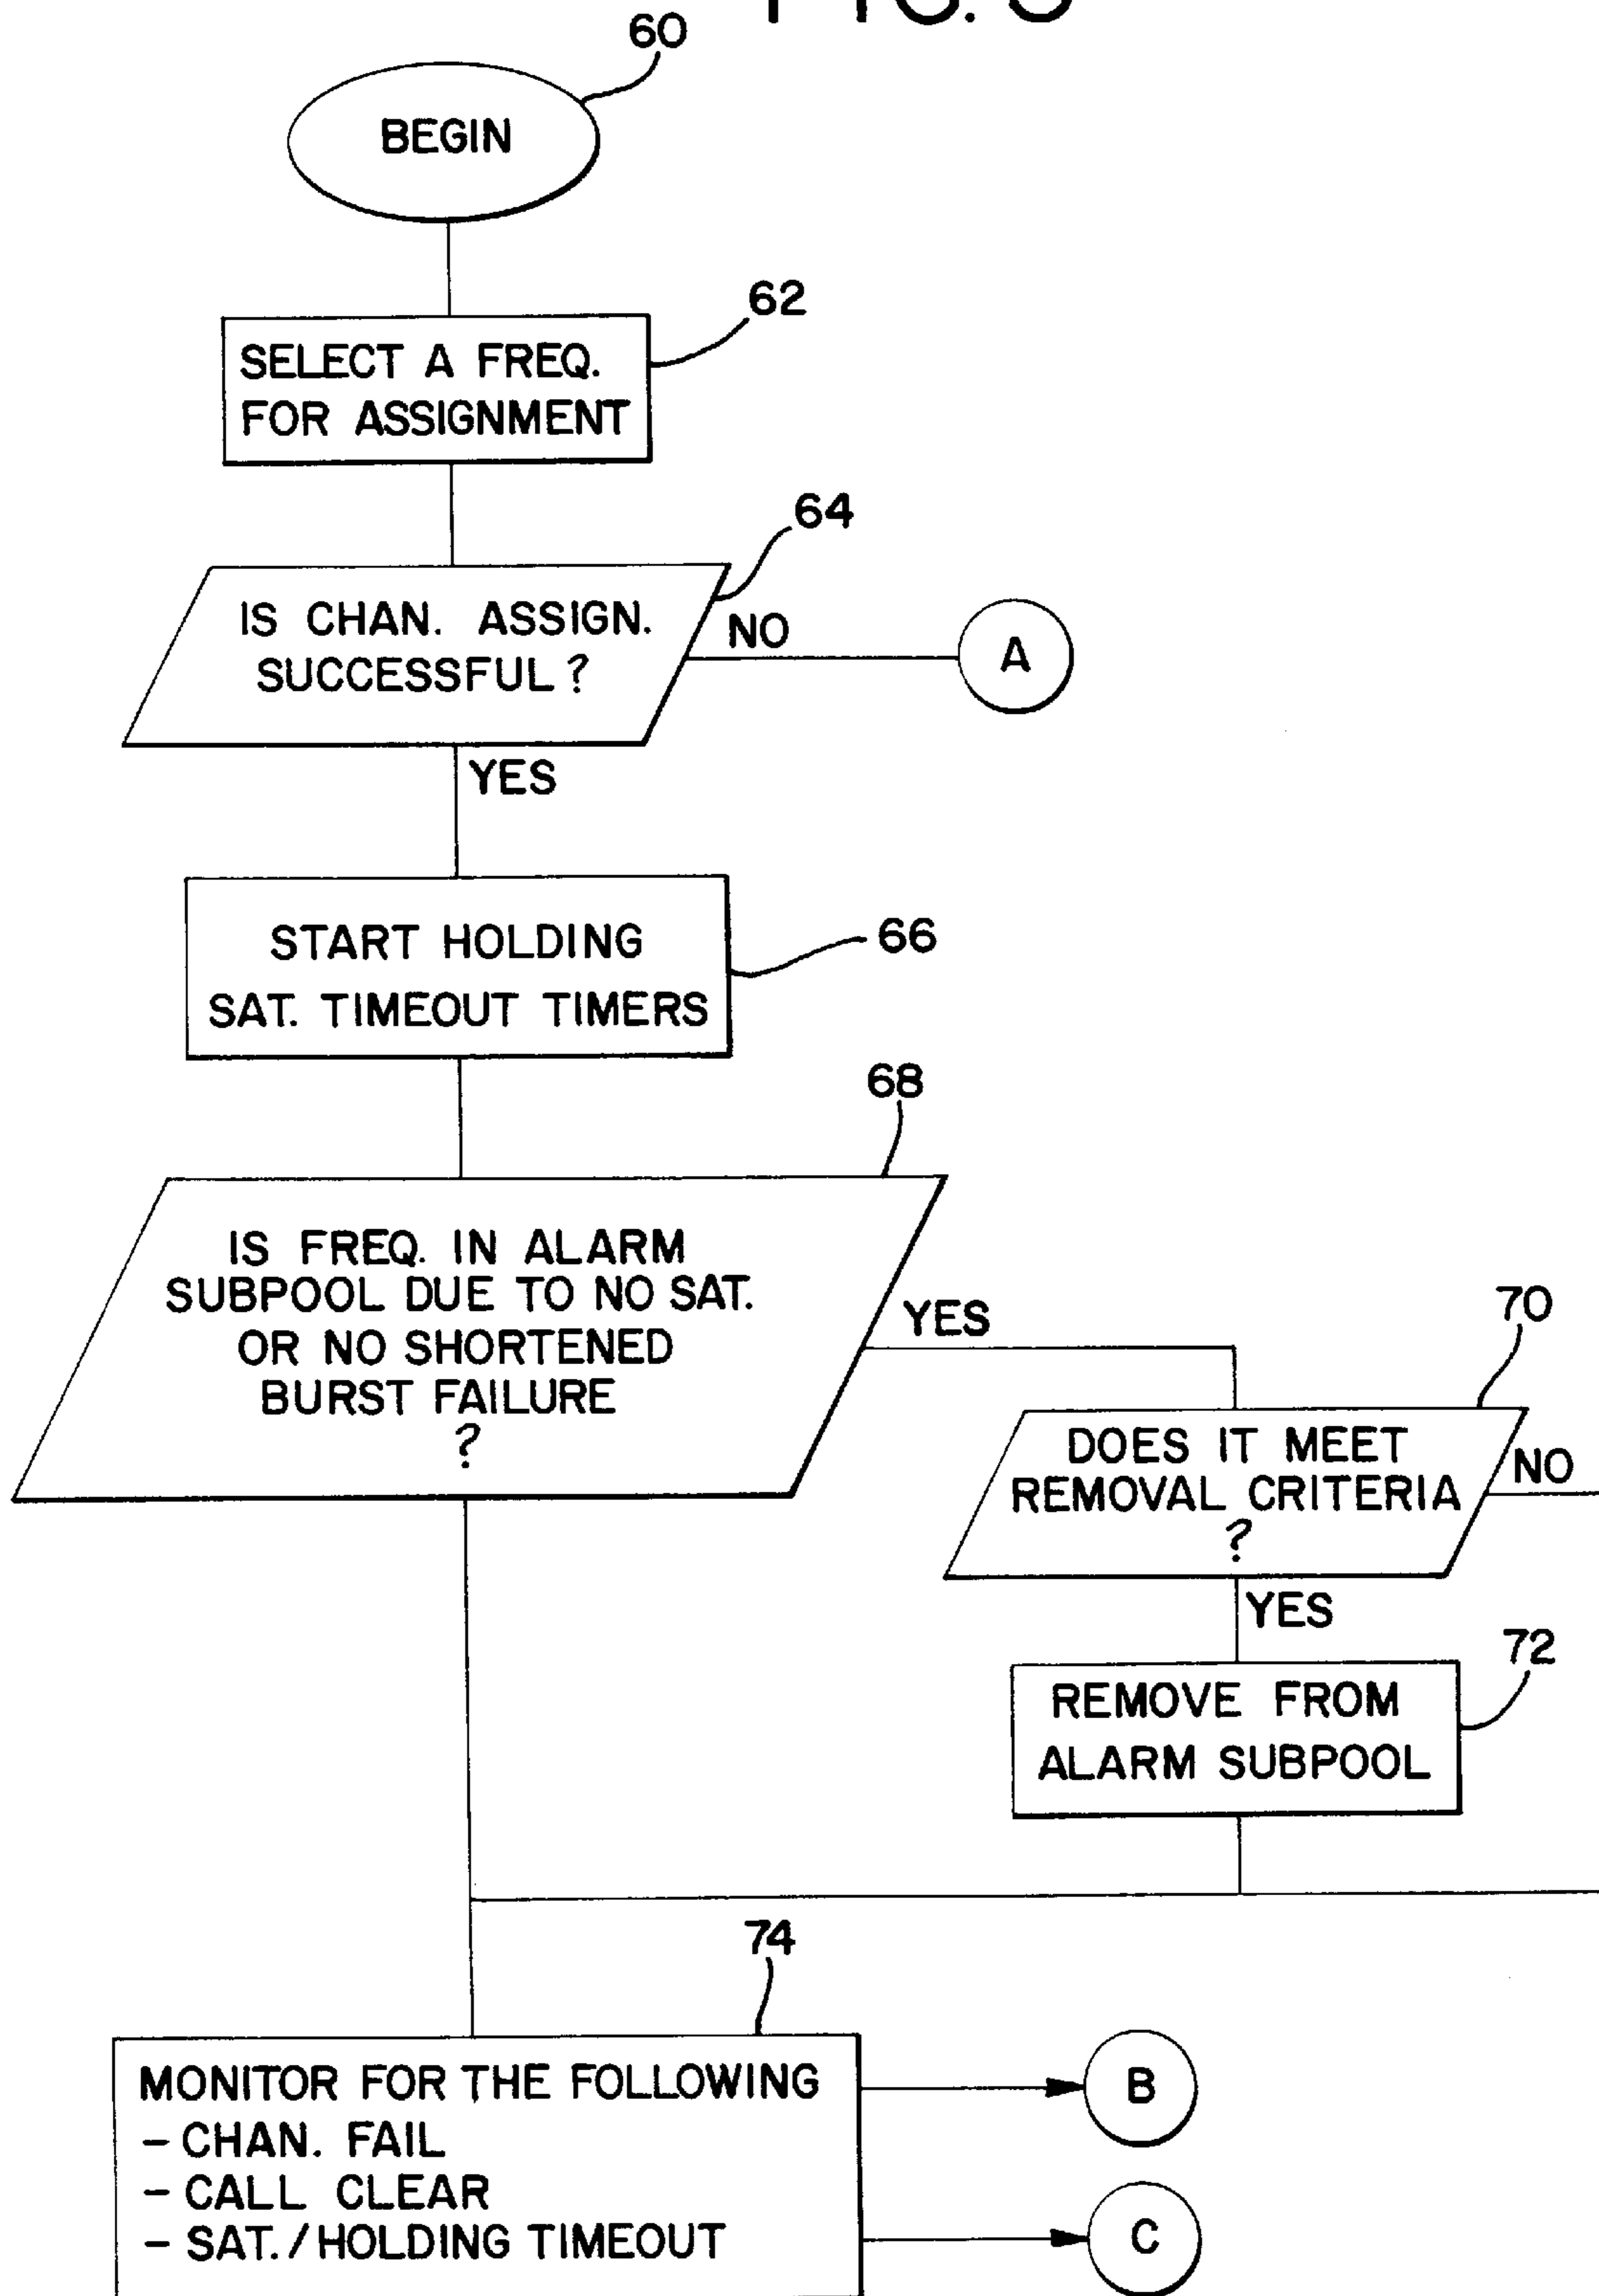 60
BEGIN
62
SELECT A FREQ.
FOR ASSIGNMENT
64
IS CHAN. ASSIGN.
SUCCESSFUL?
NO
A
YES
START HOLDING
SAT. TIMEOUT TIMERS
66
68
IS FREQ. IN ALARM
SUBPOOL DUE TO NO SAT.
OR NO SHORTENED
BURST FAILURE
?
YES
70
DOES IT MEET
REMOVAL CRITERIA
?
NO
YES
72
REMOVE FROM
ALARM SUBPOOL
74
MONITOR FOR THE FOLLOWING
- CHAN. FAIL
- CALL CLEAR
- SAT./HOLDING TIMEOUT
B
C